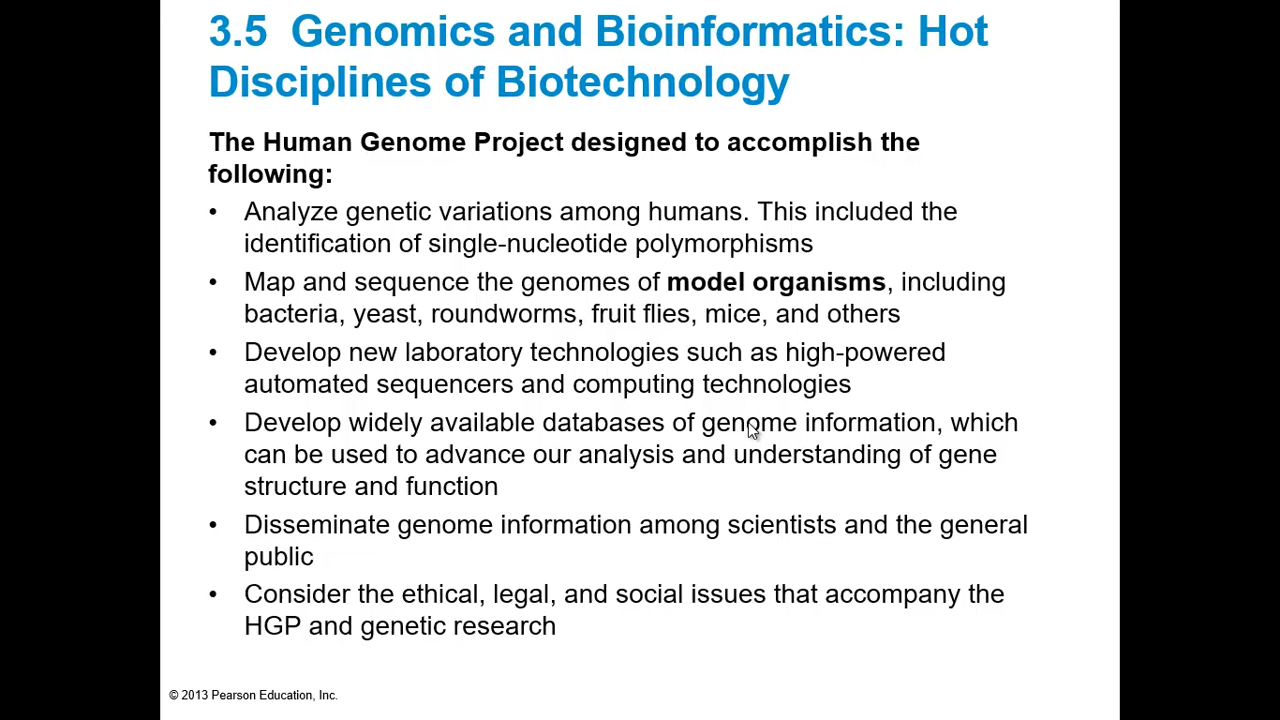 3.5 Genomics and Bioinformatics: Hot
Disciplines of Biotechnology
The Human Genome Project designed to accomplish the
following:
• Analyze genetic variations among humans. This included the
identification of single-nucleotide polymorphisms
• Map and sequence the genomes of model organisms, including
bacteria, yeast, roundworms, fruit flies, mice, and others
• Develop new laboratory technologies such as high-powered
automated sequencers and computing technologies
• Develop widely available databases of genome information, which
can be used to advance our analysis and understanding of gene
structure and function
• Disseminate genome information among scientists and the general
public
• Consider the ethical, legal, and social issues that accompany the
HGP and genetic research
© 2013 Pearson Education, Inc.